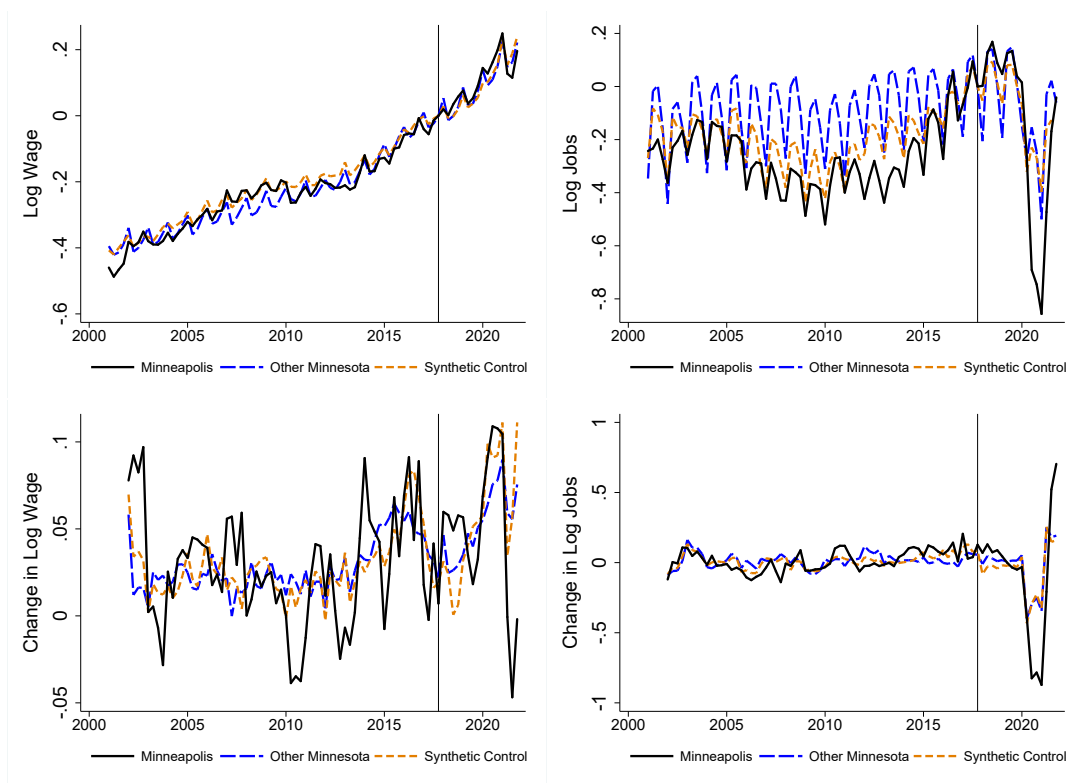 Log Wage
.2
0
-.2
-.4
-.6
2000 2005 2010 2015 2020
Minneapolis Other Minnesota Synthetic Control
Log Jobs
.2
0
-.2
-.4
-.6
-.8
2000 2005 2010 2015 2020
Minneapolis Other Minnesota Synthetic Control
Change in Log Wage
.1
.05
0
-.05
2000 2005 2010 2015 2020
Minneapolis Other Minnesota Synthetic Control
Change in Log Jobs
1
.5
0
-.5
-1
2000 2005 2010 2015 2020
Minneapolis Other Minnesota Synthetic Control